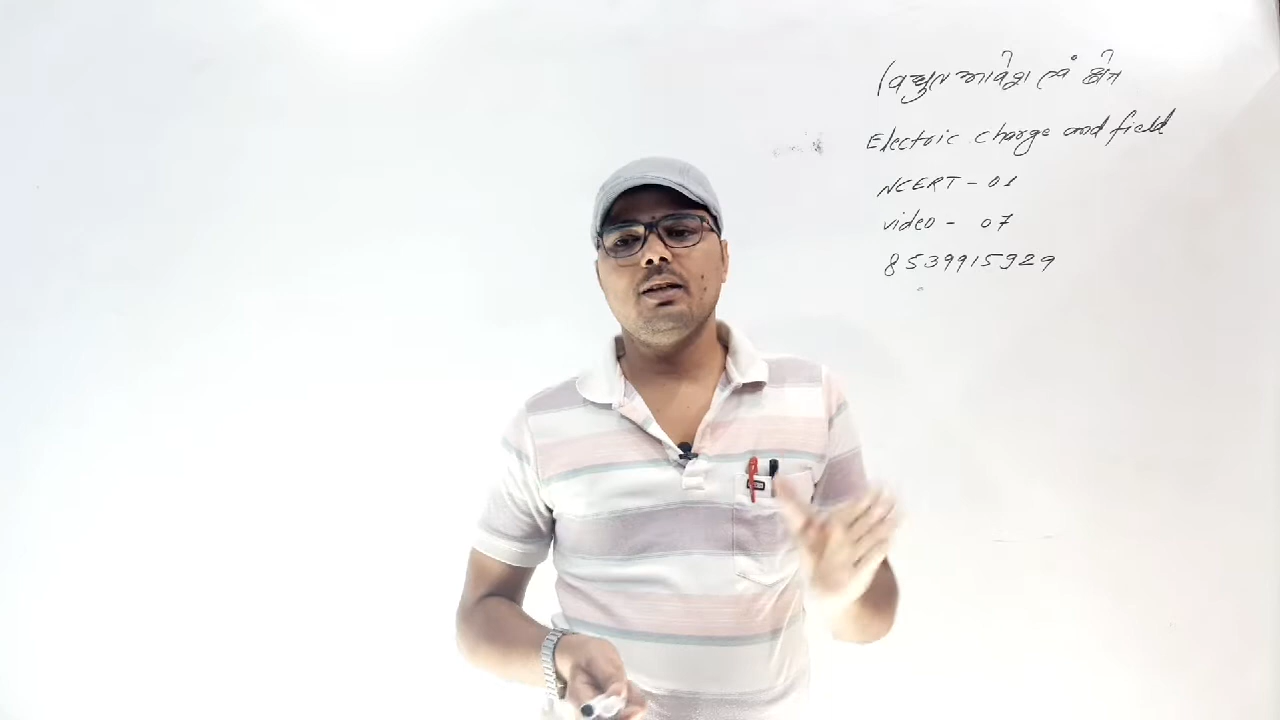 विद्युत आवेश एवं क्षेत्र
Electric charge and field
NCERT - 01
video - 07
8539915929